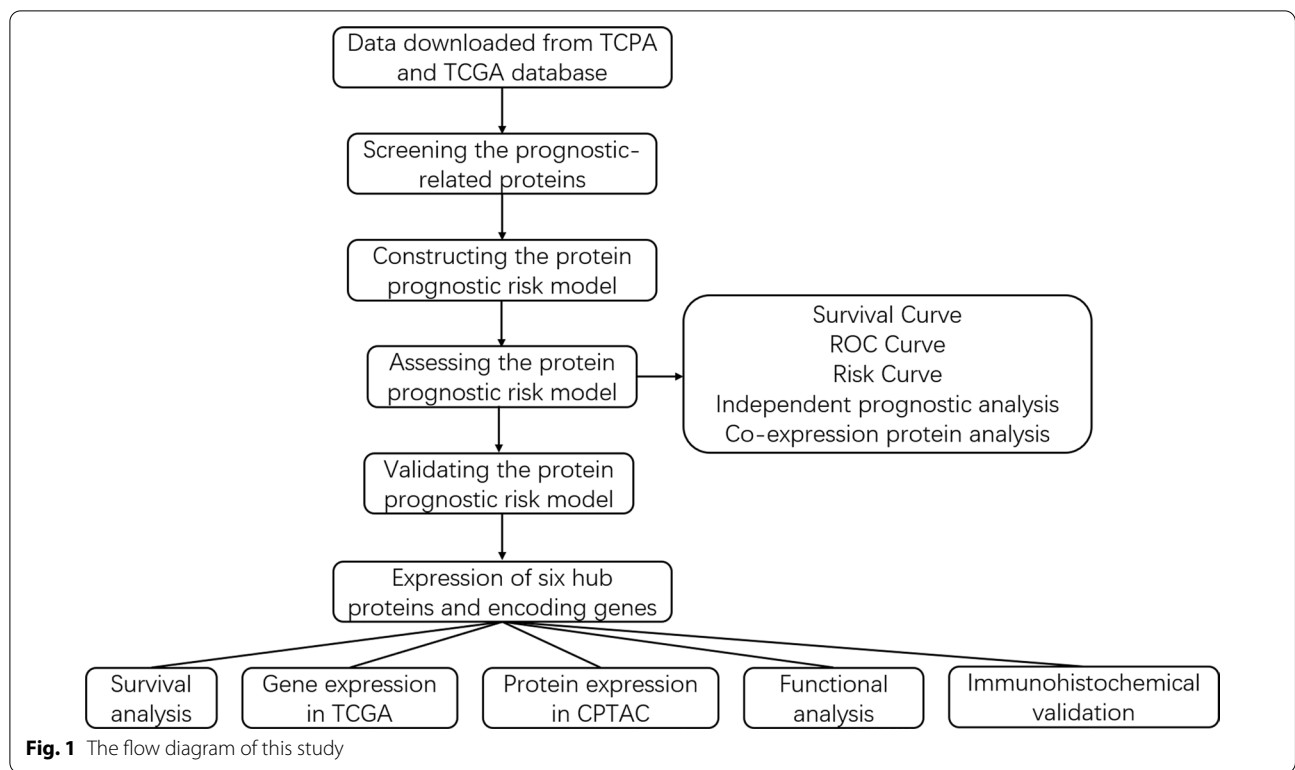 Data downloaded from TCPA
and TCGA database
Screening the prognostic-
related proteins
Constructing the protein
prognostic risk model
Assessing the protein
prognostic risk model
Survival Curve
ROC Curve
Risk Curve
Independent prognostic analysis
Co-expression protein analysis
Validating the protein
prognostic risk model
Expression of six hub
proteins and encoding genes
Survival
analysis
Gene expression
in TCGA
Protein expression
in CPTAC
Functional
analysis
Immunohistochemical
validation
Fig. 1 The flow diagram of this study